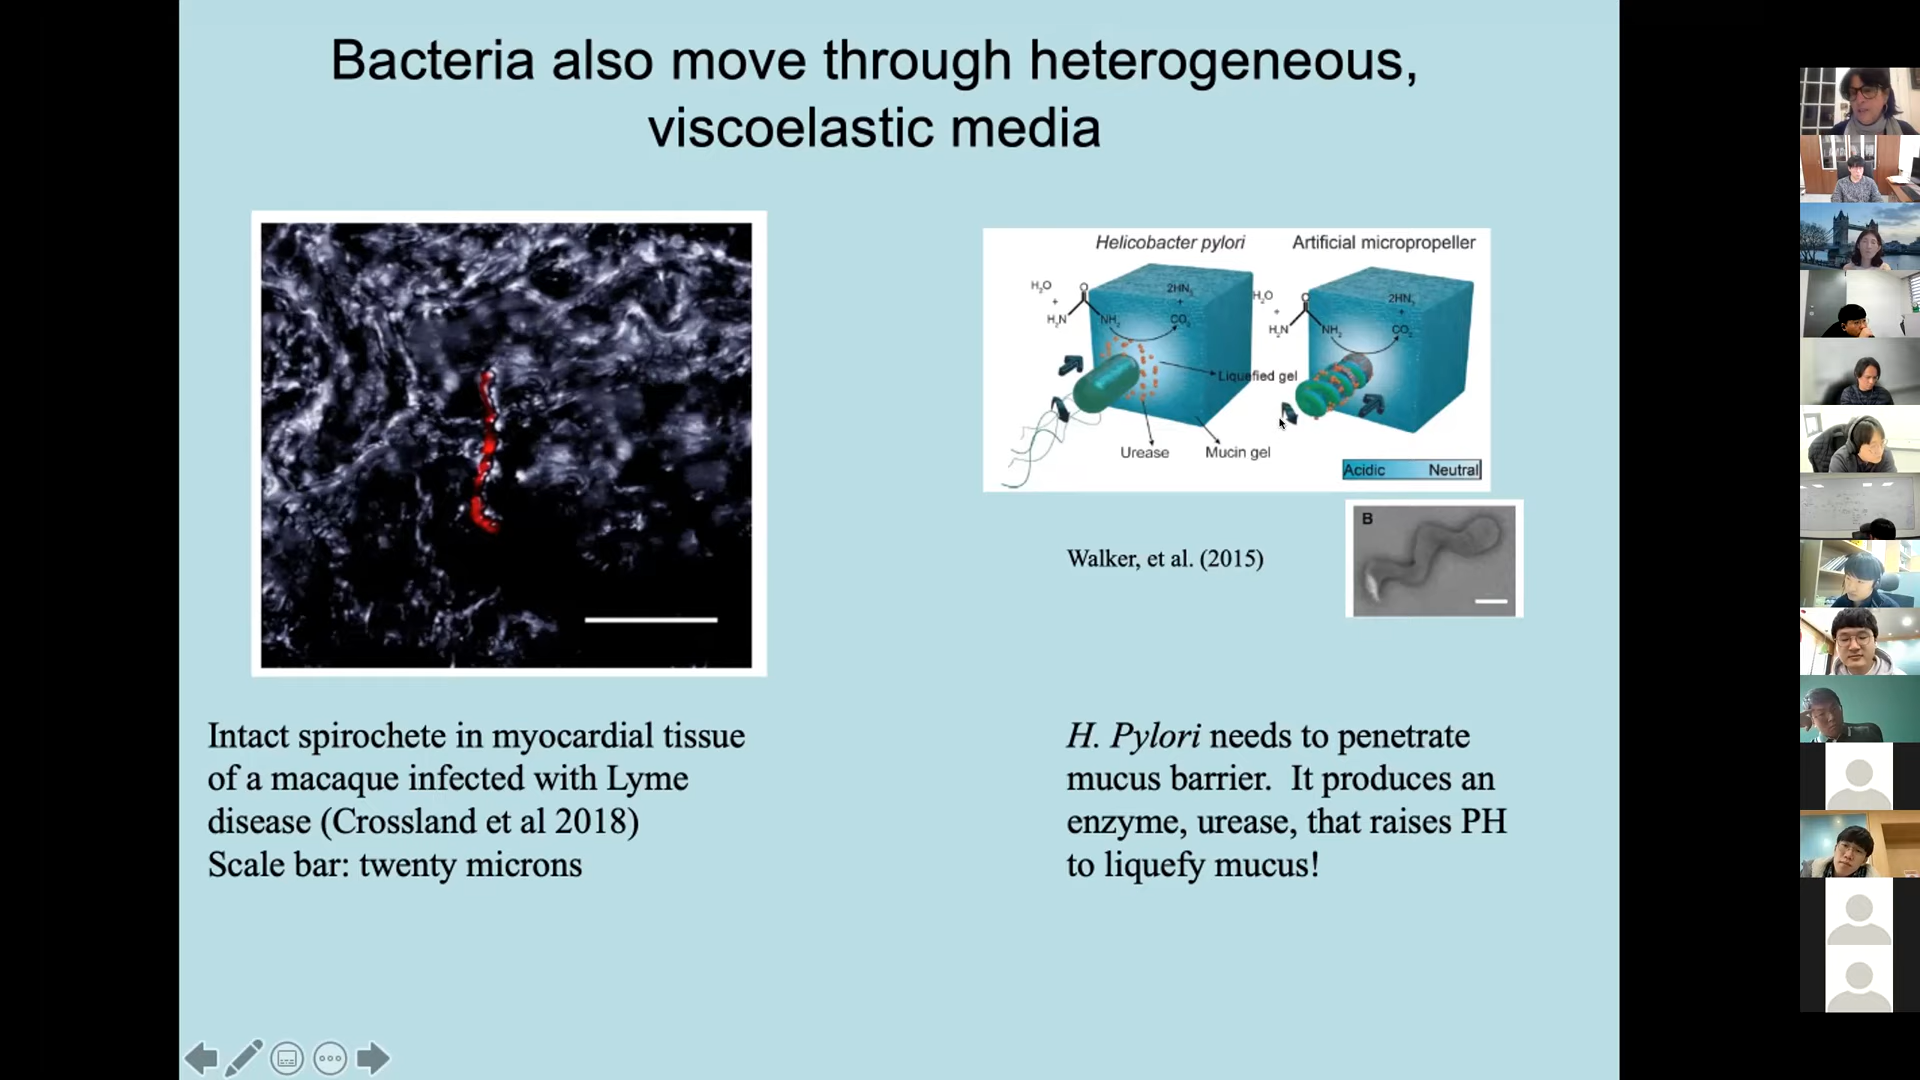 Bacteria also move through heterogeneous,
viscoelastic media
Helicobacter pylori
Artificial micropropeller
H₂O
+
H₂N
O
NH₂
2HN₃
+
CO₂
H₂O
+
H₂N
O
NH₂
2HN₃
+
CO₂
Liquefied gel
Urease
Mucin gel
Acidic
Neutral
Walker, et al. (2015)
B
Intact spirochete in myocardial tissue
of a macaque infected with Lyme
disease (Crossland et al 2018)
Scale bar: twenty microns
H. Pylori needs to penetrate
mucus barrier. It produces an
enzyme, urease, that raises PH
to liquefy mucus!